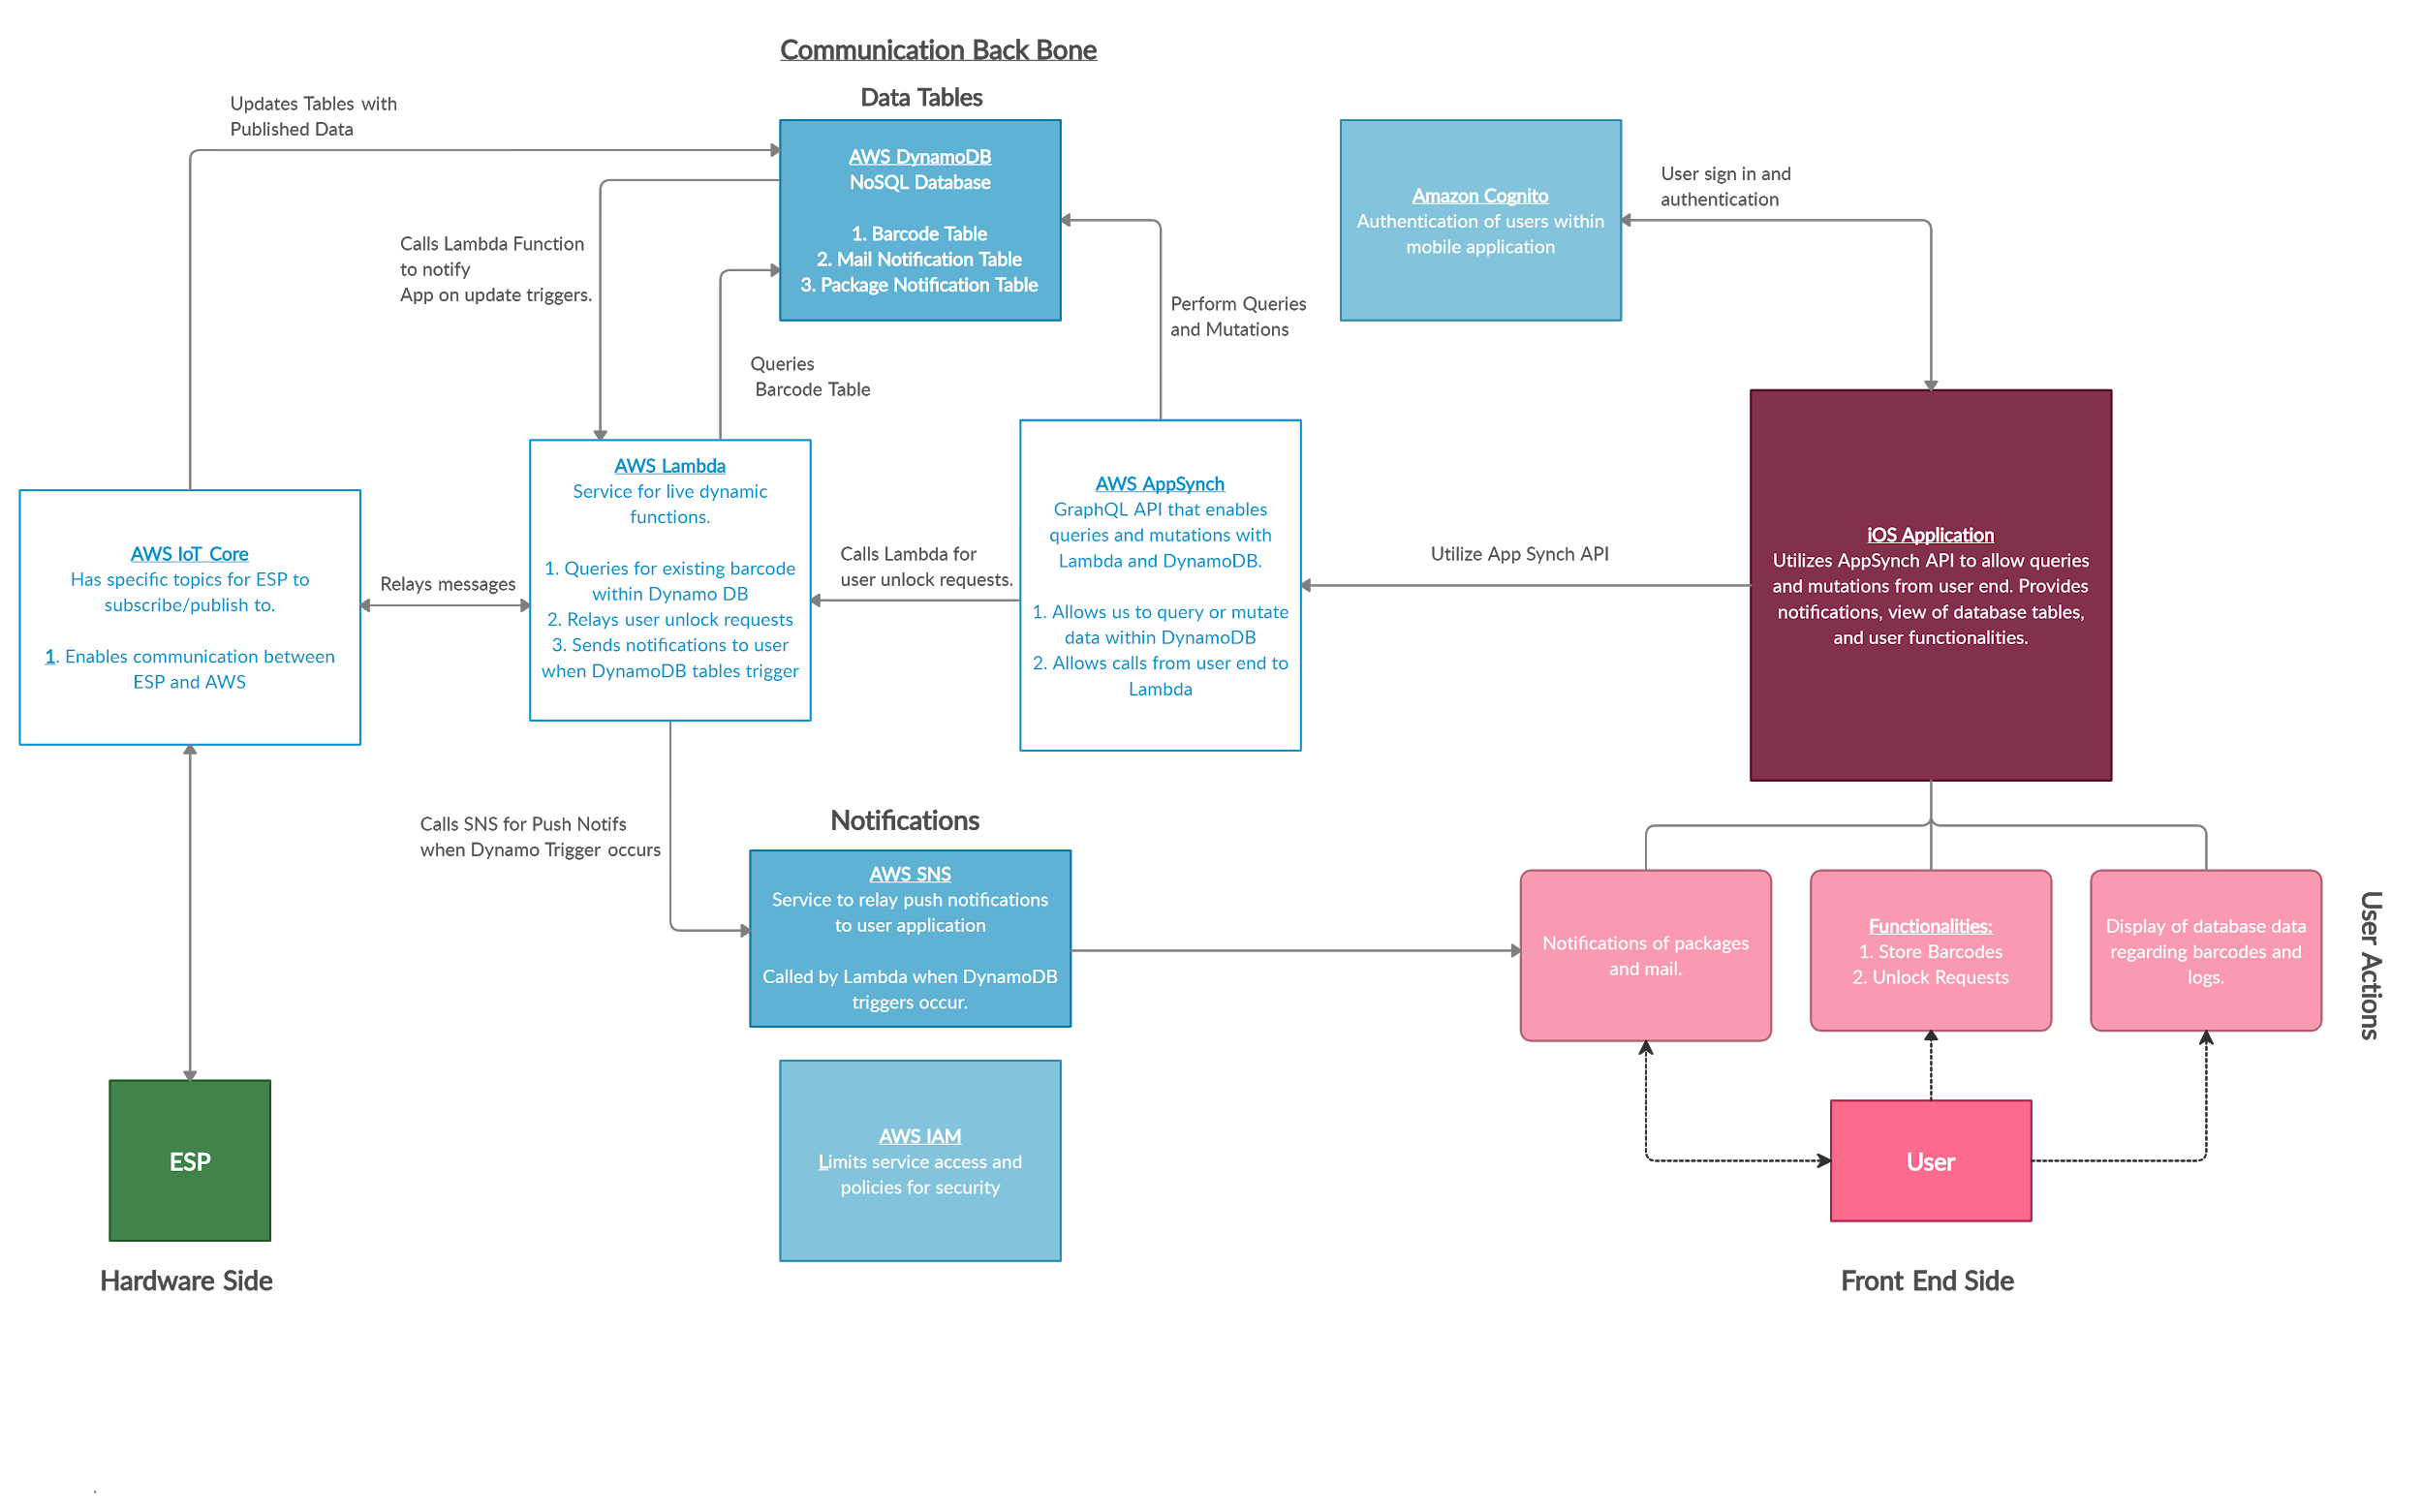 Communication Back Bone
Data Tables
Updates Tables with
Published Data
AWS DynamoDB
NoSQL Database
1. Barcode Table
2. Mail Notification Table
3. Package Notification Table
Amazon Cognito
Authentication of users within
mobile application
User sign in and
authentication
Calls Lambda Function
to notify
App on update triggers.
Queries
Barcode Table
Perform Queries
and Mutations
AWS IoT Core
Has specific topics for ESP to
subscribe/publish to.
1. Enables communication between
ESP and AWS
Relays messages
AWS Lambda
Service for live dynamic
functions.
1. Queries for existing barcode
within Dynamo DB
2. Relays user unlock requests
3. Sends notifications to user
when DynamoDB tables trigger
Calls Lambda for
user unlock requests.
AWS AppSynch
GraphQL API that enables
queries and mutations with
Lambda and DynamoDB.
1. Allows us to query or mutate
data within DynamoDB
2. Allows calls from user end to
Lambda
Utilize App Synch API
iOS Application
Utilizes AppSynch API to allow queries
and mutations from user end. Provides
notifications, view of database tables,
and user functionalities.
Calls SNS for Push Notifs
when Dynamo Trigger occurs
Notifications
AWS SNS
Service to relay push notifications
to user application
Called by Lambda when DynamoDB
triggers occur.
Notifications of packages
and mail.
Functionalities:
1. Store Barcodes
2. Unlock Requests
Display of database data
regarding barcodes and
logs.
User Actions
AWS IAM
Limits service access and
policies for security
ESP
User
Hardware Side
Front End Side